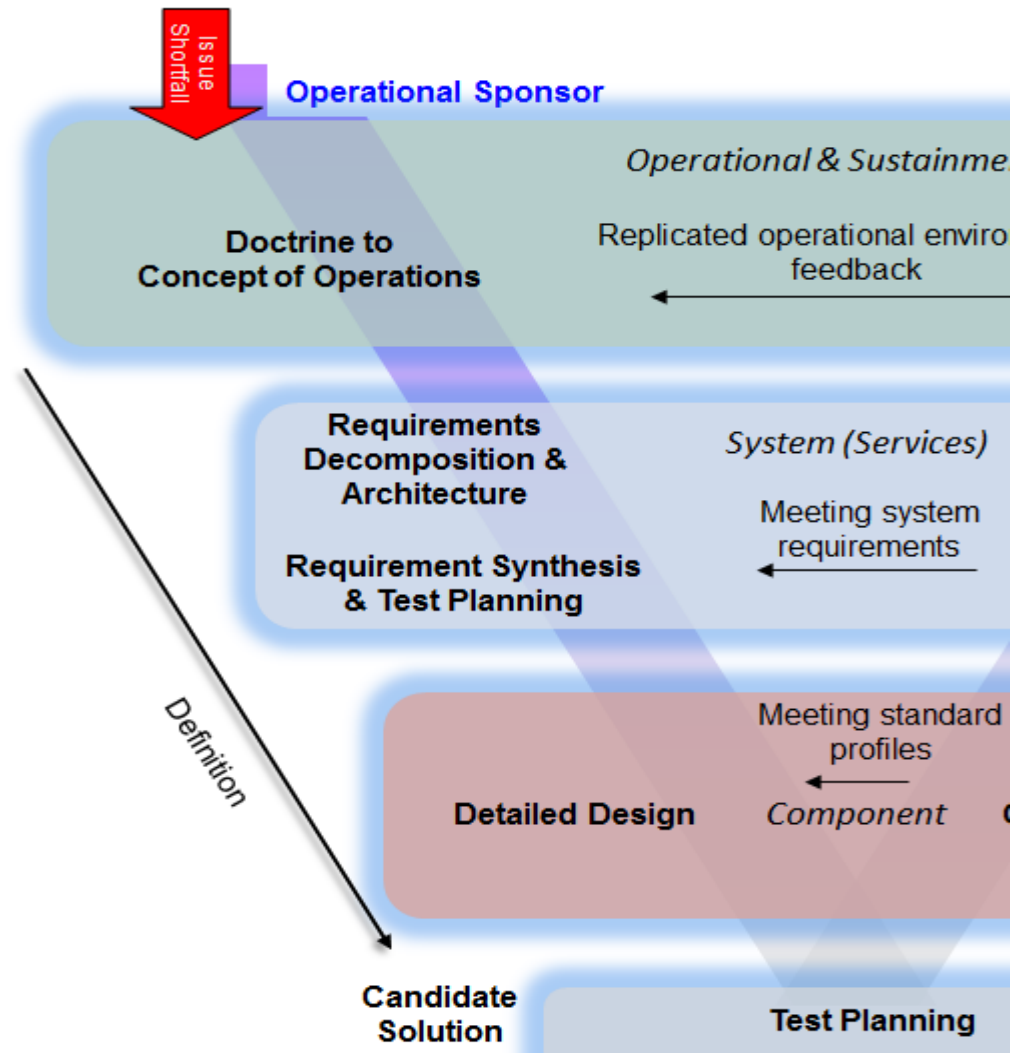 Issue
Shortfall
Operational Sponsor
Operational & Sustainme
Doctrine to
Concept of Operations
Replicated operational enviro
feedback
Requirements
Decomposition &
Architecture
System (Services)
Meeting system
requirements
Requirement Synthesis
& Test Planning
Definition
Meeting standard
profiles
Detailed Design
Component
Candidate
Solution
Test Planning